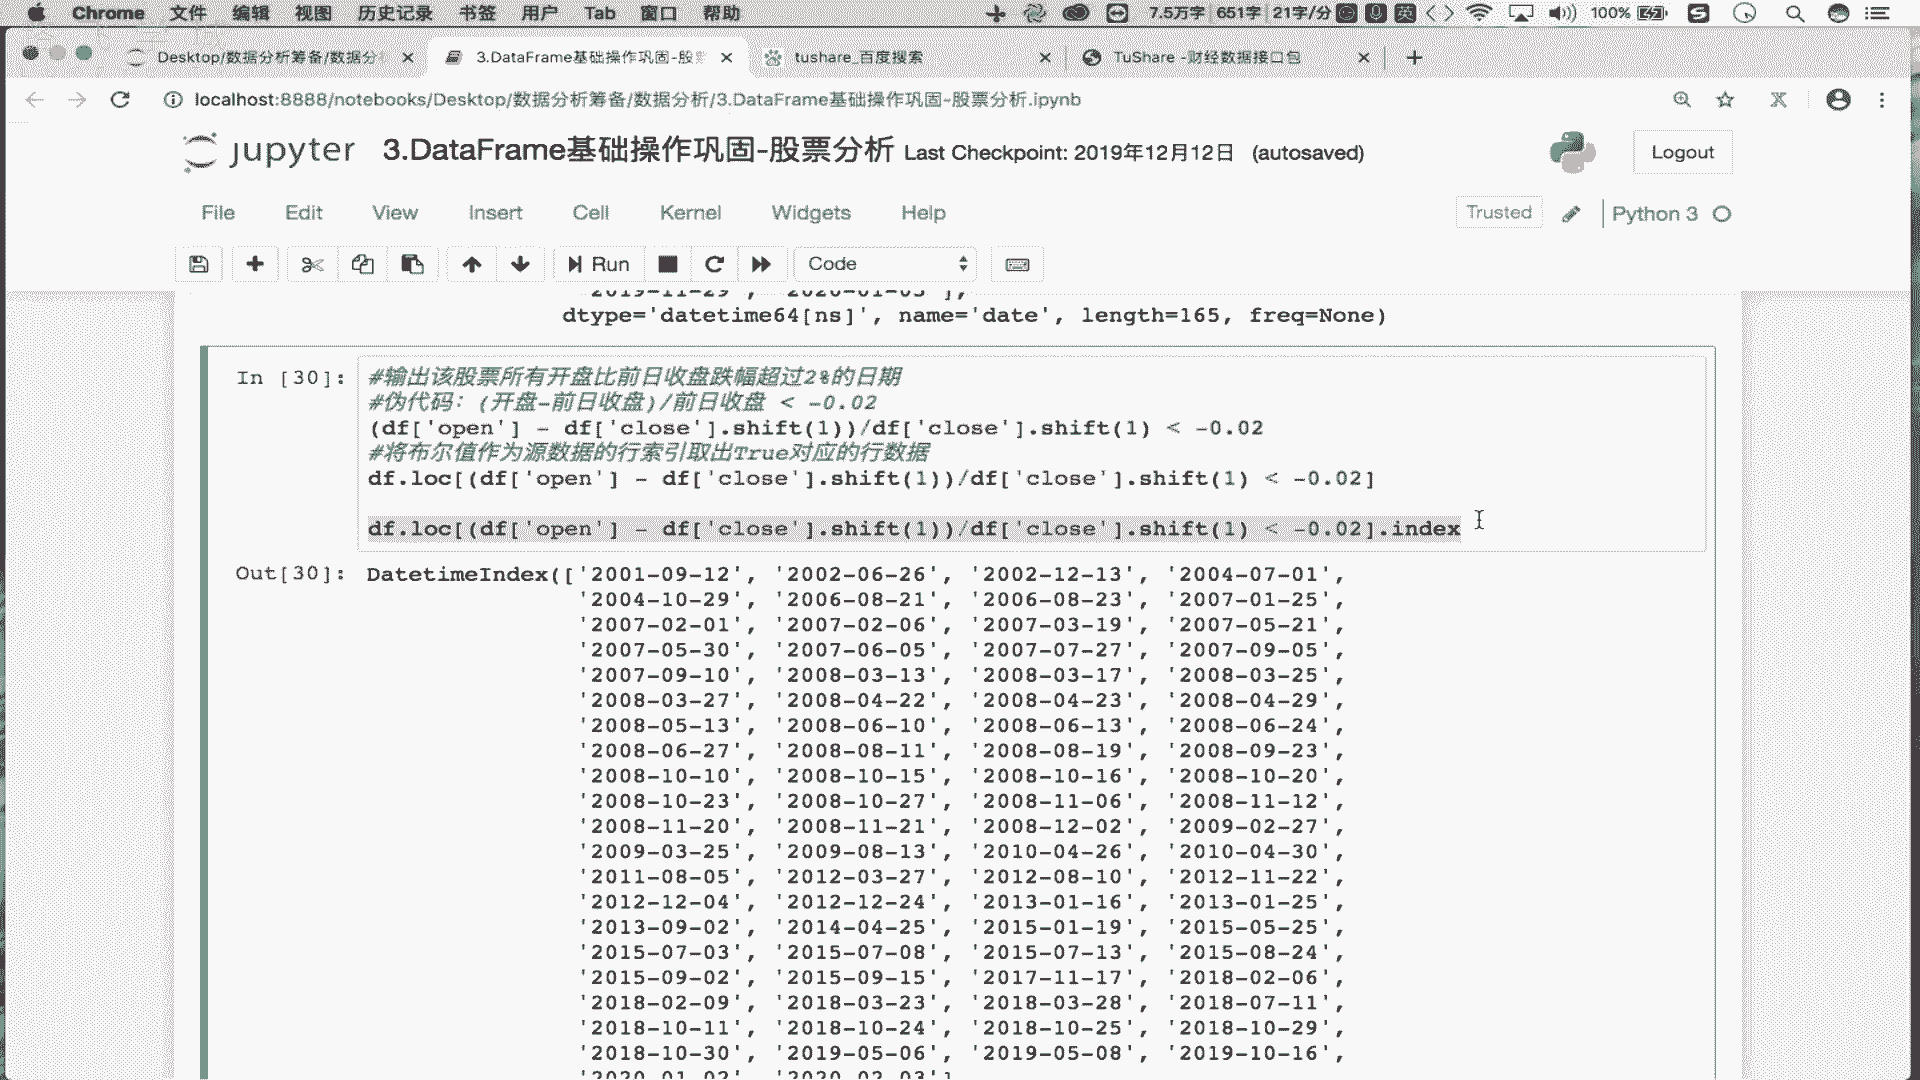 Chrome 文件 编辑 视图 历史记录 书签 用户 Tab 窗口 帮助 7.5万字 651字 21字/分 英 100%
Desktop/数据分析筹备/数据分析
3.DataFrame基础操作巩固-股票
tushare_百度搜索
TuShare -财经数据接口包
localhost:8888/notebooks/Desktop/数据分析筹备/数据分析/3.DataFrame基础操作巩固-股票分析.ipynb
jupyter 3.DataFrame基础操作巩固-股票分析 Last Checkpoint: 2019年12月12日 (autosaved) Logout
File Edit View Insert Cell Kernel Widgets Help Trusted Python 3
Run Code
'2019-11-29', '2020-01-03'],
dtype='datetime64[ns]', name='date', length=165, freq=None)
In [30]: #输出该股票所有开盘比前日收盘跌幅超过2%的日期
#伪代码：(开盘-前日收盘)/前日收盘 < -0.02
(df['open'] - df['close'].shift(1))/df['close'].shift(1) < -0.02
#将布尔值作为源数据的行索引取出True对应的行数据
df.loc[(df['open'] - df['close'].shift(1))/df['close'].shift(1) < -0.02]
df.loc[(df['open'] - df['close'].shift(1))/df['close'].shift(1) < -0.02].index
Out[30]: DatetimeIndex(['2001-09-12', '2002-06-26', '2002-12-13', '2004-07-01',
'2004-10-29', '2006-08-21', '2006-08-23', '2007-01-25',
'2007-02-01', '2007-02-06', '2007-03-19', '2007-05-21',
'2007-05-30', '2007-06-05', '2007-07-27', '2007-09-05',
'2007-09-10', '2008-03-13', '2008-03-17', '2008-03-25',
'2008-03-27', '2008-04-22', '2008-04-23', '2008-04-29',
'2008-05-13', '2008-06-10', '2008-06-13', '2008-06-24',
'2008-06-27', '2008-08-11', '2008-08-19', '2008-09-23',
'2008-10-10', '2008-10-15', '2008-10-16', '2008-10-20',
'2008-10-23', '2008-10-27', '2008-11-06', '2008-11-12',
'2008-11-20', '2008-11-21', '2008-12-02', '2009-02-27',
'2009-03-25', '2009-08-13', '2010-04-26', '2010-04-30',
'2011-08-05', '2012-03-27', '2012-08-10', '2012-11-22',
'2012-12-04', '2012-12-24', '2013-01-16', '2013-01-25',
'2013-09-02', '2014-04-25', '2015-01-19', '2015-05-25',
'2015-07-03', '2015-07-08', '2015-07-13', '2015-08-24',
'2015-09-02', '2015-09-15', '2017-11-17', '2018-02-06',
'2018-02-09', '2018-03-23', '2018-03-28', '2018-07-11',
'2018-10-11', '2018-10-24', '2018-10-25', '2018-10-29',
'2018-10-30', '2019-05-06', '2019-05-08', '2019-10-16',
'2020-01-02', '2020-02-03'],